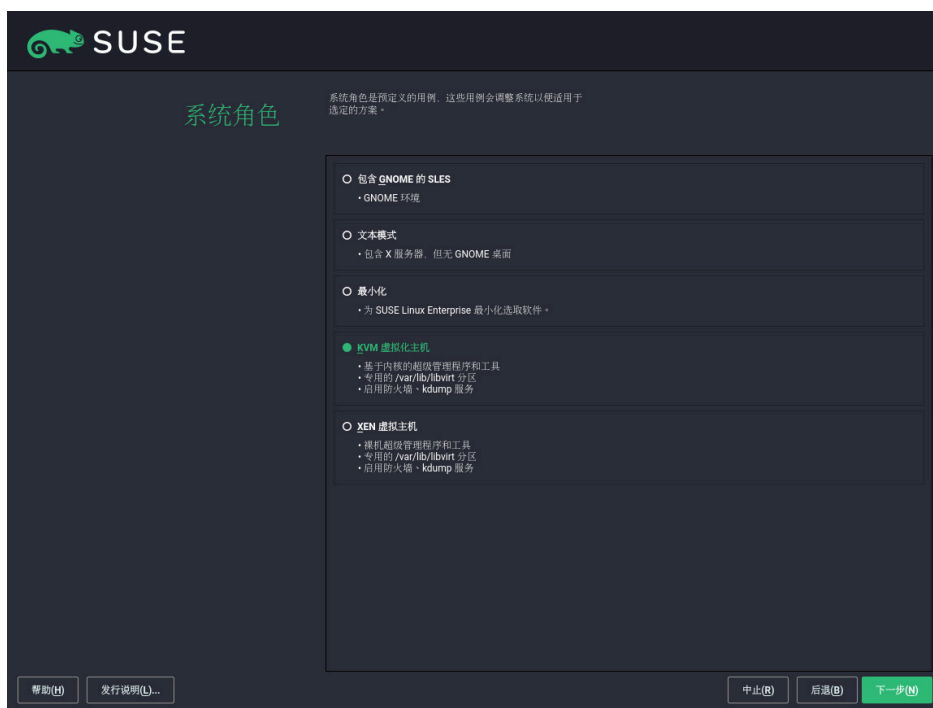 SUSE
系统角色
系统角色是预定义的用例，这些用例会调整系统以便适用于
选定的方案。
包含 GNOME 的 SLES
• GNOME 环境
文本模式
• 包含 X 服务器，但无 GNOME 桌面
最小化
• 为 SUSE Linux Enterprise 最小化选取软件。
KVM 虚拟化主机
• 基于内核的超级管理程序和工具
• 专用的 /var/lib/libvirt 分区
• 启用防火墙、kdump 服务
XEN 虚拟主机
• 裸机超级管理程序和工具
• 专用的 /var/lib/libvirt 分区
• 启用防火墙、kdump 服务
帮助(H) 发行说明(L)... 中止(R) 后退(B) 下一步(N)